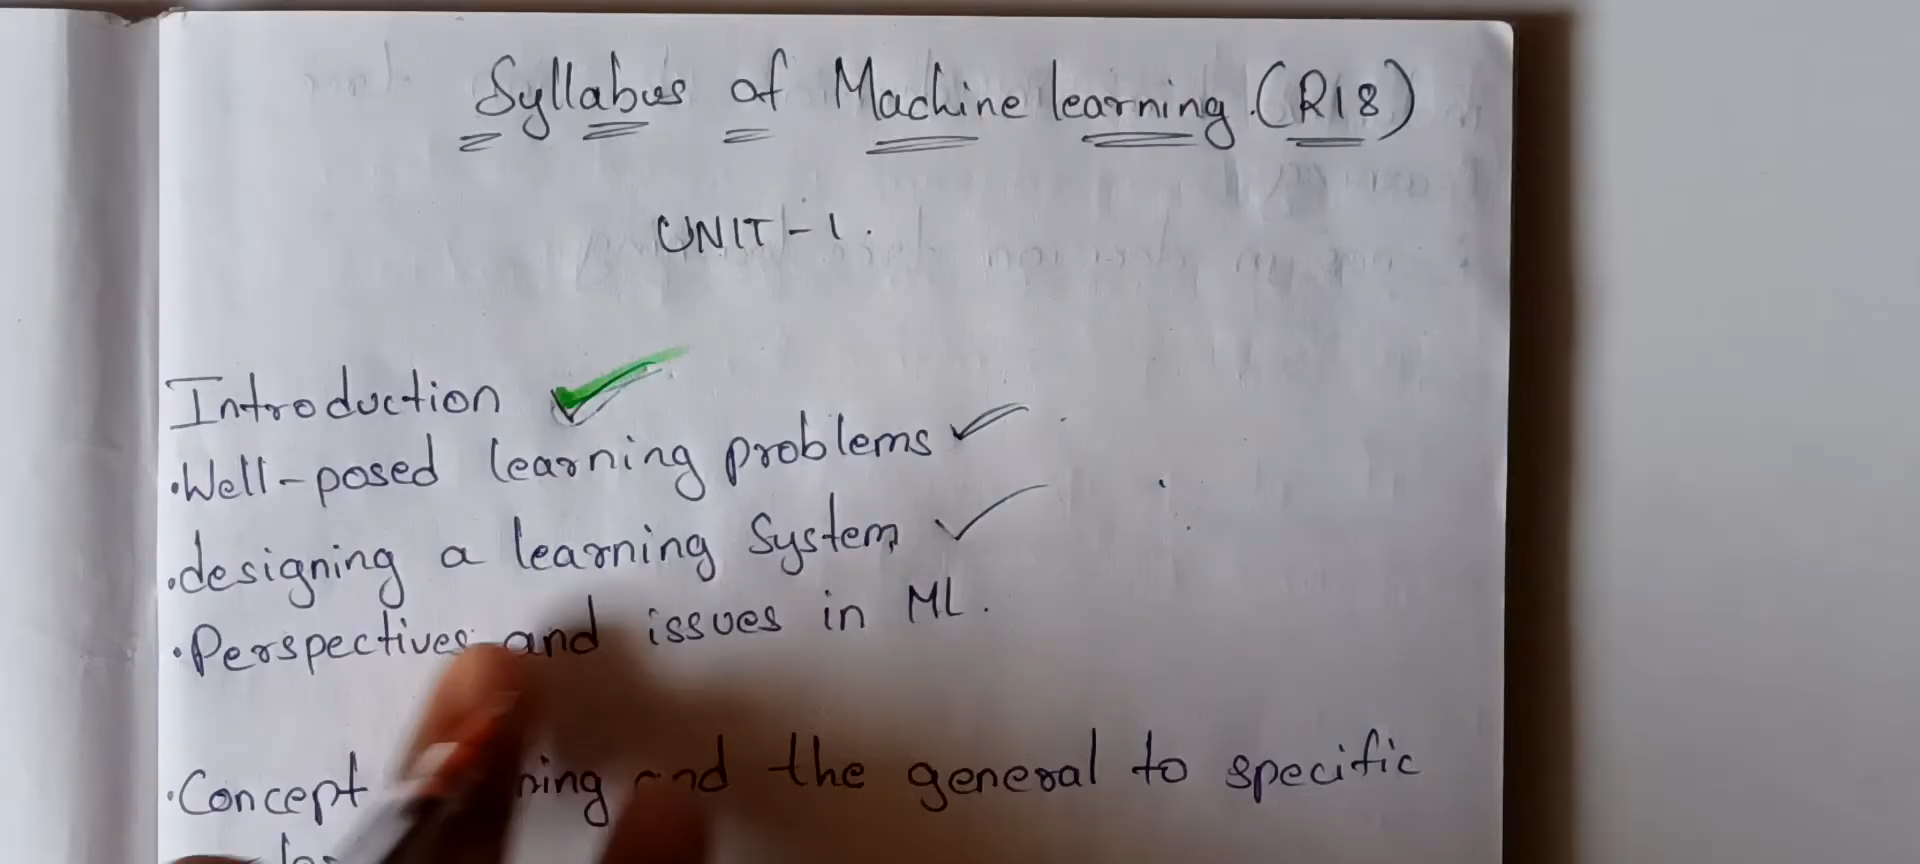 Syllabus of Machine learning (R18)
UNIT-1.
Introduction
•Well-posed learning problems
•designing a learning System
•Perspectives and issues in ML.
•Concept and the general to specific